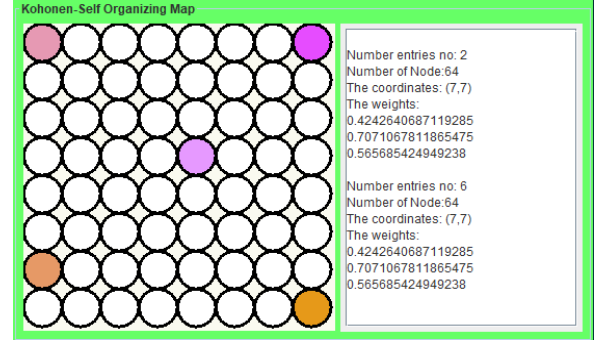 Kohonen-Self Organizing Map
Number entries no: 2
Number of Node:64
The coordinates: (7,7)
The weights:
0.4242640687119285
0.7071067811865475
0.565685424949238
Number entries no: 6
Number of Node:64
The coordinates: (7,7)
The weights:
0.4242640687119285
0.7071067811865475
0.565685424949238